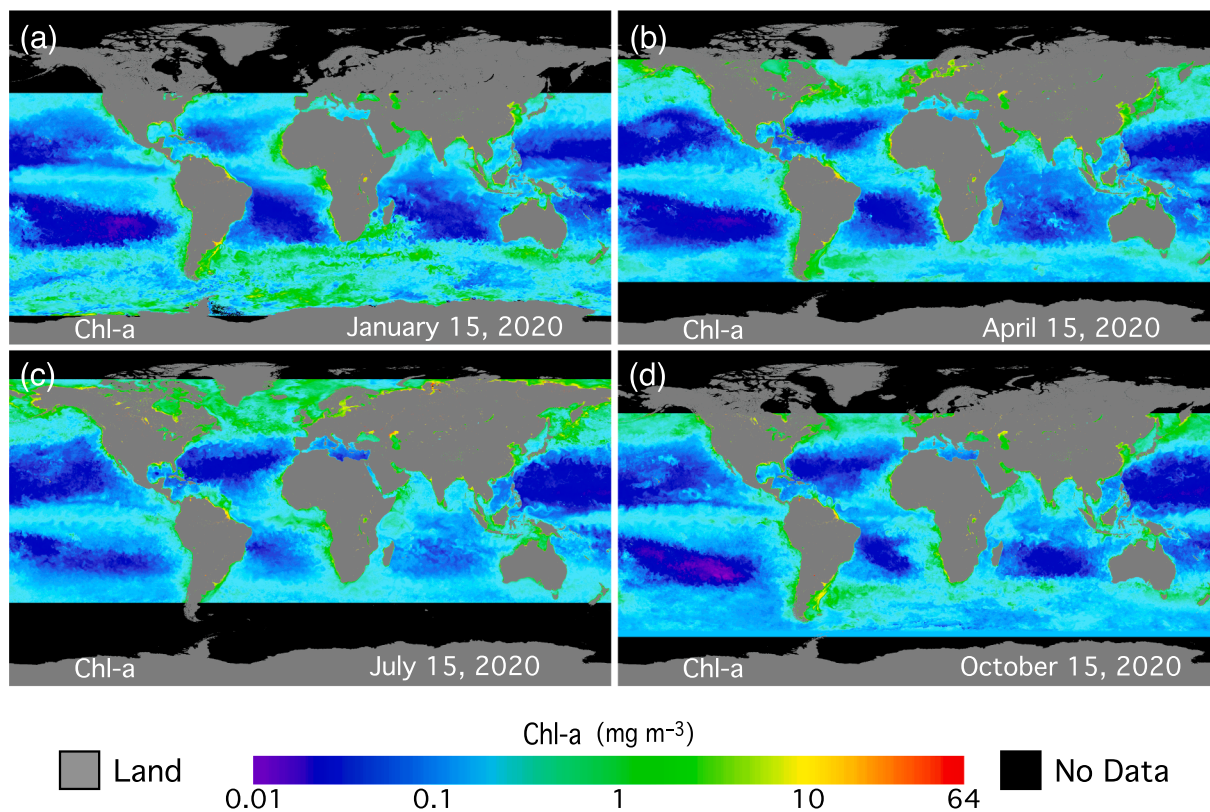 (a)
Chl-a January 15, 2020
(b)
Chl-a April 15, 2020
(c)
Chl-a July 15, 2020
(d)
Chl-a October 15, 2020
Chl-a (mg m⁻³)
Land
0.01 0.1 1 10 64
No Data